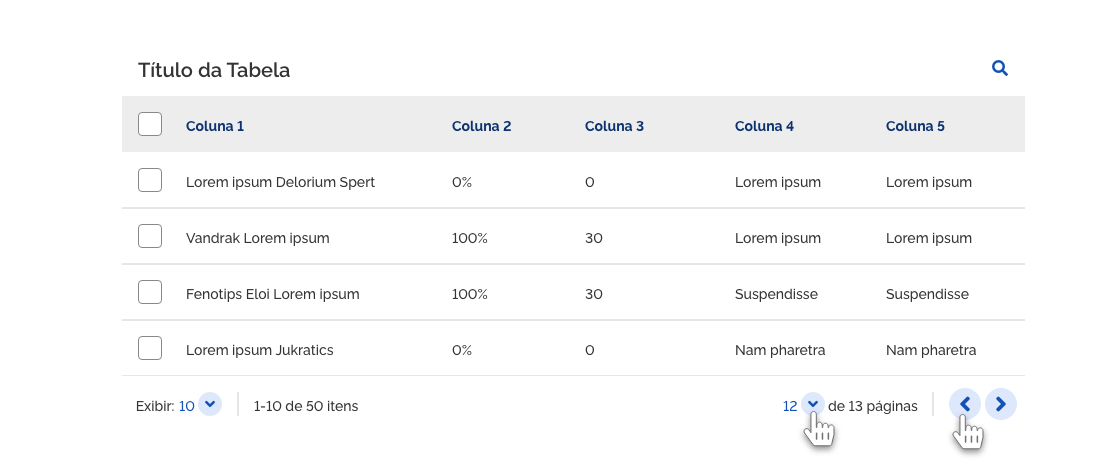 Título da Tabela
Coluna 1 Coluna 2 Coluna 3 Coluna 4 Coluna 5
Lorem ipsum Delorium Spert 0% 0 Lorem ipsum Lorem ipsum
Vandrak Lorem ipsum 100% 30 Lorem ipsum Lorem ipsum
Fenotips Eloi Lorem ipsum 100% 30 Suspendisse Suspendisse
Lorem ipsum Jukratics 0% 0 Nam pharetra Nam pharetra
Exibir: 10 1-10 de 50 itens 12 de 13 páginas